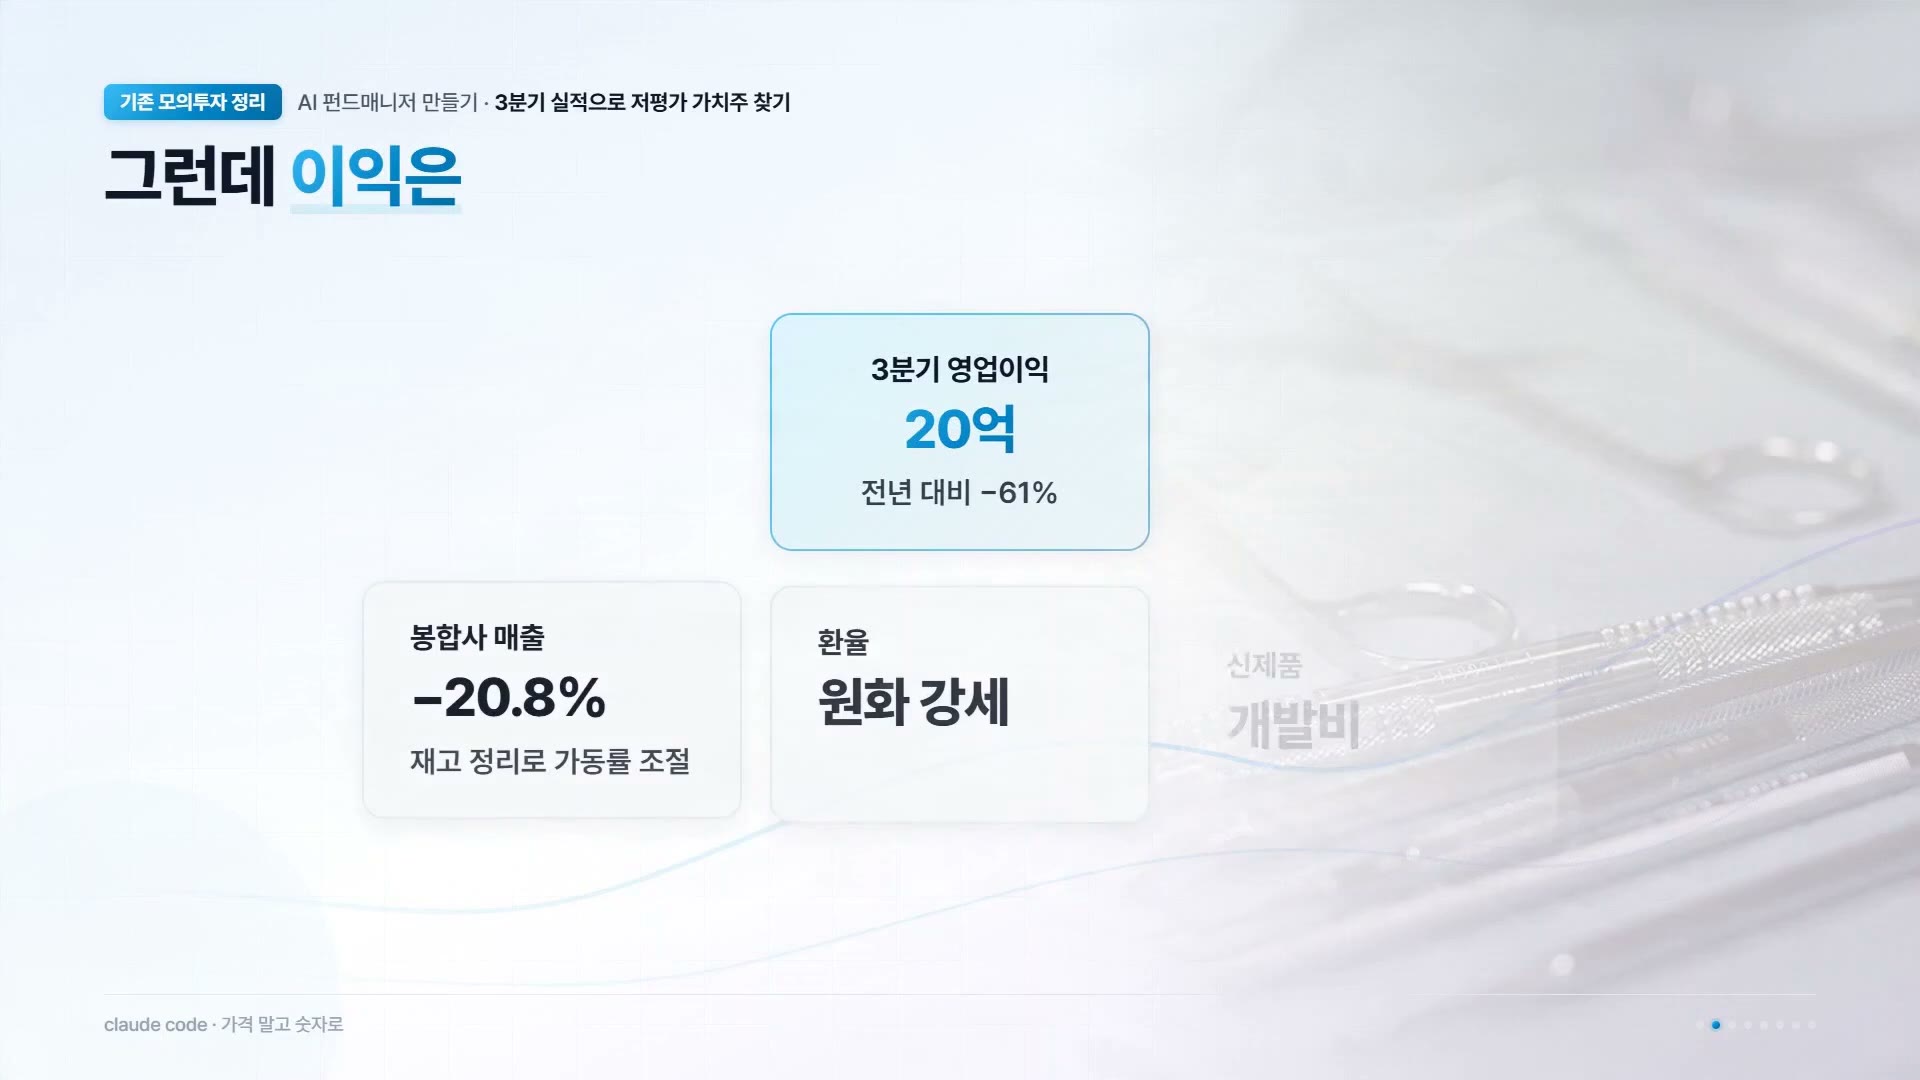 기존 모의투자 정리
AI 펀드매니저 만들기 · 3분기 실적으로 저평가 가치주 찾기
그런데 이익은
3분기 영업이익
20억
전년 대비 −61%
봉합사 매출
−20.8%
재고 정리로 가동률 조절
환율
원화 강세
신제품
개발비
claude code · 가격 말고 숫자로